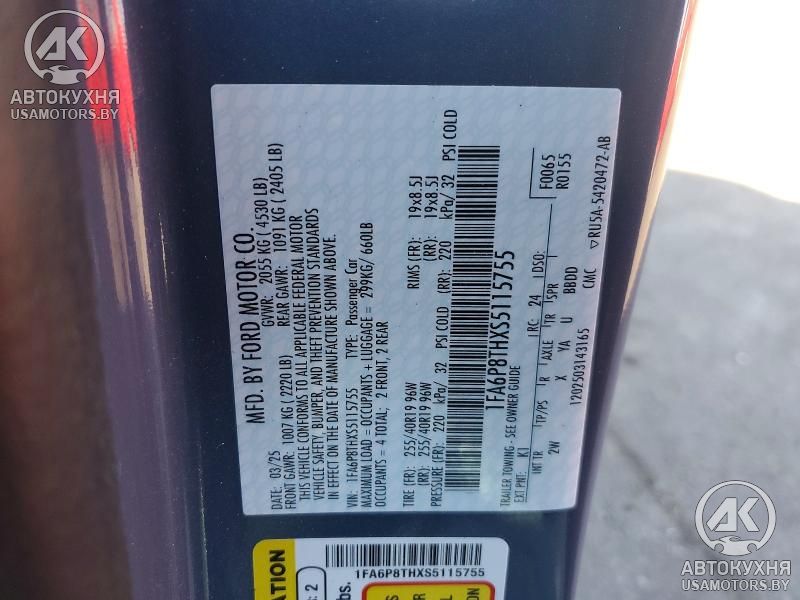 АВТОКУХНЯ
USAMOTORS.BY
MFD. BY FORD MOTOR CO.
DATE: 03/25 GVWR: 2055 KG ( 4530 LB)
FRONT GAWR: 1007 KG ( 2220 LB) REAR GAWR: 1091 KG ( 2405 LB)
THIS VEHICLE CONFORMS TO ALL APPLICABLE FEDERAL MOTOR
VEHICLE SAFETY, BUMPER, AND THEFT PREVENTION STANDARDS
IN EFFECT ON THE DATE OF MANUFACTURE SHOWN ABOVE.
VIN: 1FA6P8THXS5115755 TYPE: Passenger Car
MAXIMUM LOAD = OCCUPANTS + LUGGAGE = 299KG/ 660LB
OCCUPANTS = 4 TOTAL; 2 FRONT, 2 REAR
TIRE (FR): 255/40R19 96W RIMS (FR): 19x8.5J
(RR): 255/40R19 96W (RR): 19x8.5J
PRESSURE (FR): 220 kPa/ 32 PSI COLD (RR): 220 kPa/ 32 PSI COLD
1FA6P8THXS5115755
TRAILER TOWING - SEE OWNER GUIDE
EXT PNT: K1 RC: 24 DSO: F0065
R0155
INT TR TP/PS R AXLE TR SPR
2W X YA U BBDD
1202503143165 CMC ▽RU5A-5420472-AB
ATION
: 2
bs.
1FA6P8THXS5115755
АВТОКУХНЯ
USAMOTORS.BY